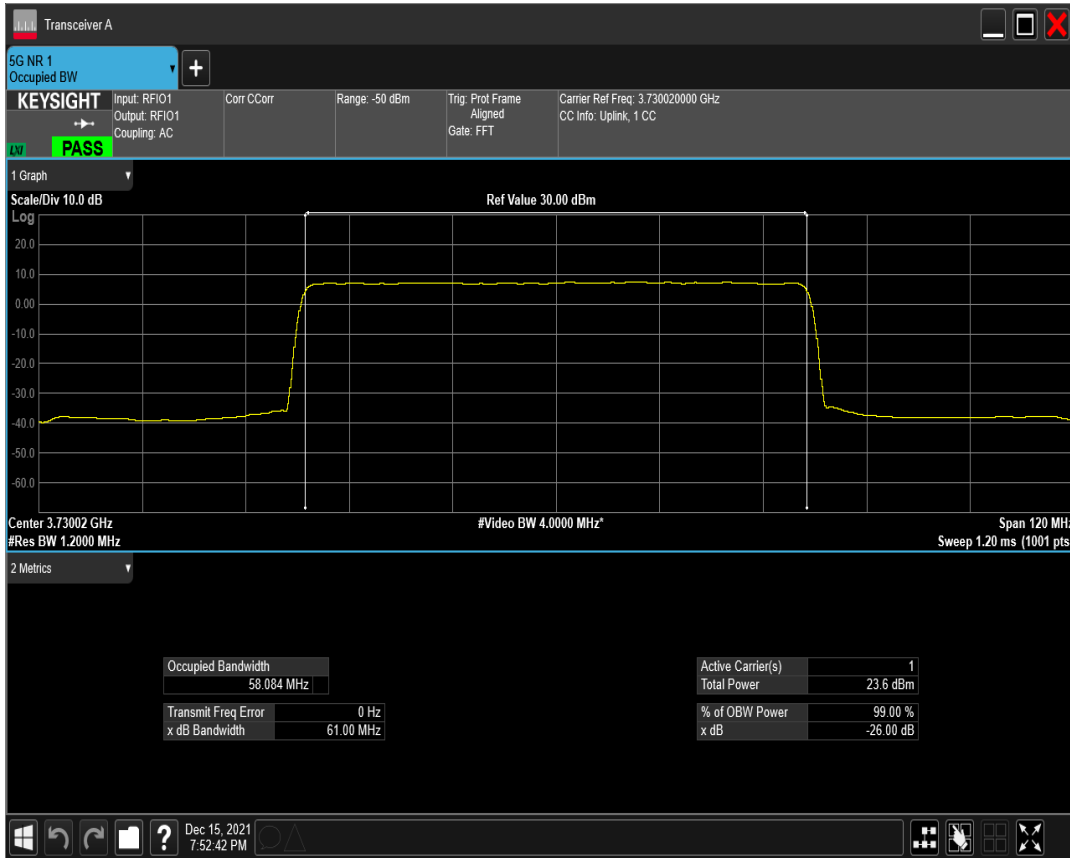 Transceiver A
5G NR 1
Occupied BW
KEYSIGHT
Input: RFIO1
Output: RFIO1
Coupling: AC
Corr CCorr
Range: -50 dBm
Trig: Prot Frame
Aligned
Gate: FFT
Carrier Ref Freq: 3.730020000 GHz
CC Info: Uplink, 1 CC
LXI
PASS
1 Graph
Scale/Div 10.0 dB
Ref Value 30.00 dBm
Log
20.0
10.0
0.00
-10.0
-20.0
-30.0
-40.0
-50.0
-60.0
Center 3.73002 GHz
#Video BW 4.0000 MHz*
Span 120 MHz
#Res BW 1.2000 MHz
Sweep 1.20 ms (1001 pts
2 Metrics
Occupied Bandwidth
58.084 MHz
Transmit Freq Error 0 Hz
x dB Bandwidth 61.00 MHz
Active Carrier(s) 1
Total Power 23.6 dBm
% of OBW Power 99.00 %
x dB -26.00 dB
?
Dec 15, 2021
7:52:42 PM